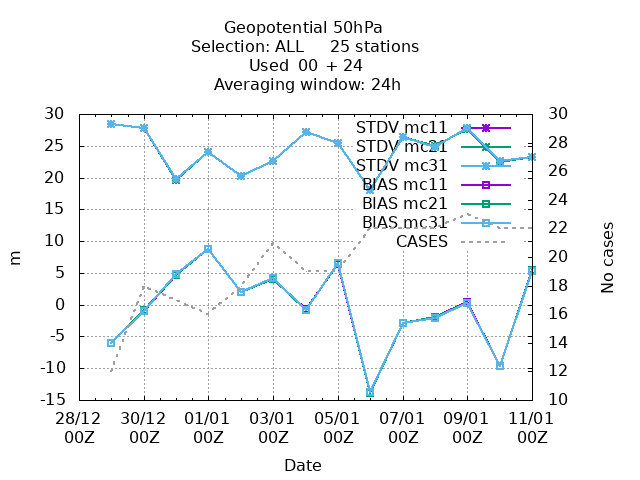 Geopotential 50hPa
Selection: ALL 25 stations
Used 00 + 24
Averaging window: 24h
30 30
25 28
20 26
15 24
10 22
5 20
0 18
-5 16
-10 14
-15 12
10
m
No cases
STDV mc11
STDV mc21
STDV mc31
BIAS mc11
BIAS mc21
BIAS mc31
CASES
28/12 30/12 01/01 03/01 05/01 07/01 09/01 11/01
00Z 00Z 00Z 00Z 00Z 00Z 00Z 00Z
Date